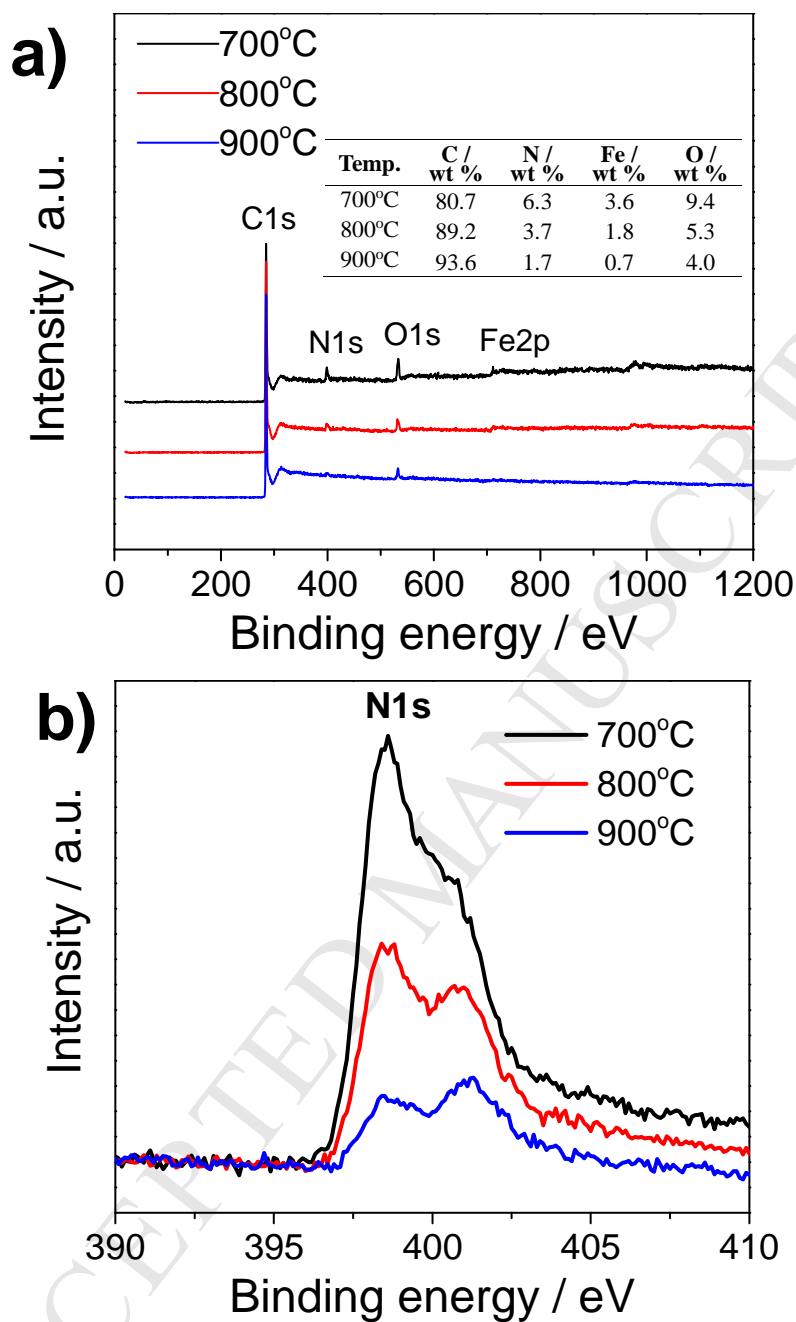 a)
700°C
800°C
900°C
Temp. C / wt % N / wt % Fe / wt % O / wt %
700°C 80.7 6.3 3.6 9.4
800°C 89.2 3.7 1.8 5.3
900°C 93.6 1.7 0.7 4.0
C1s
N1s O1s Fe2p
Intensity / a.u.
0 200 400 600 800 1000 1200
Binding energy / eV
b)
N1s
700°C
800°C
900°C
Intensity / a.u.
390 395 400 405 410
Binding energy / eV
CEPTED MANUSCRIP